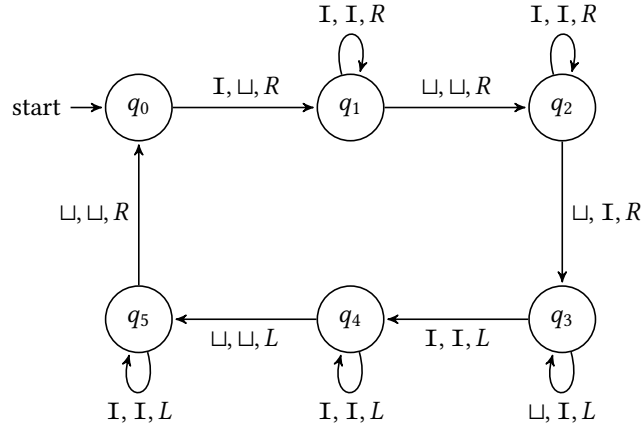 I, I, R
I, I, R
start
q₀
I, ⊔, R
q₁
⊔, ⊔, R
q₂
⊔, ⊔, R
⊔, I, R
q₅
⊔, ⊔, L
q₄
I, I, L
q₃
I, I, L
I, I, L
⊔, I, L